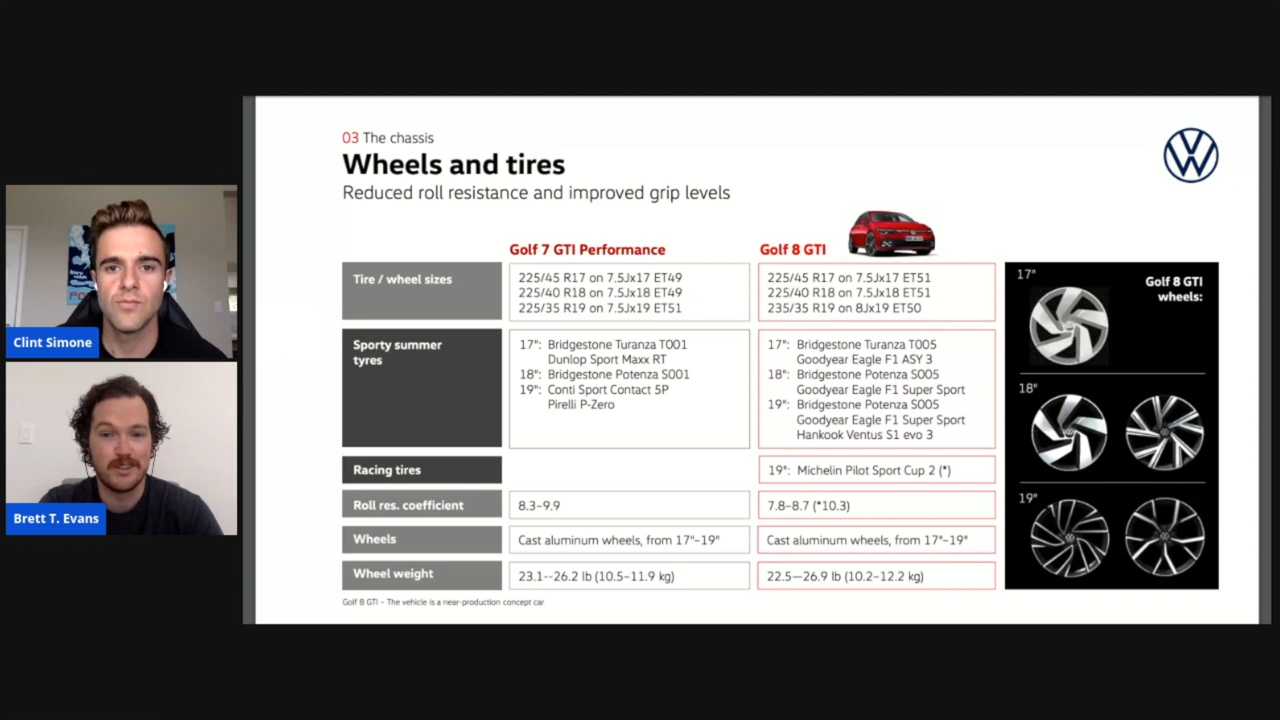 03 The chassis
Wheels and tires
Reduced roll resistance and improved grip levels
Golf 7 GTI Performance
Golf 8 GTI
Tire / wheel sizes
225/45 R17 on 7.5Jx17 ET49
225/40 R18 on 7.5Jx18 ET49
225/35 R19 on 7.5Jx19 ET51
225/45 R17 on 7.5Jx17 ET51
225/40 R18 on 7.5Jx18 ET51
235/35 R19 on 8Jx19 ET50
Sporty summer
tyres
17": Bridgestone Turanza T001
Dunlop Sport Maxx RT
18": Bridgestone Potenza S001
19": Conti Sport Contact 5P
Pirelli P-Zero
17": Bridgestone Turanza T005
Goodyear Eagle F1 ASY 3
18": Bridgestone Potenza S005
Goodyear Eagle F1 Super Sport
19": Bridgestone Potenza S005
Goodyear Eagle F1 Super Sport
Hankook Ventus S1 evo 3
Racing tires
19": Michelin Pilot Sport Cup 2 (*)
Roll res. coefficient
8.3–9.9
7.8–8.7 (*10.3)
Wheels
Cast aluminum wheels, from 17"–19"
Cast aluminum wheels, from 17"–19"
Wheel weight
23.1--26.2 lb (10.5–11.9 kg)
22.5—26.9 lb (10.2–12.2 kg)
Golf 8 GTI – The vehicle is a near-production concept car
17"
Golf 8 GTI
wheels:
18"
19"
Clint Simone
Brett T. Evans